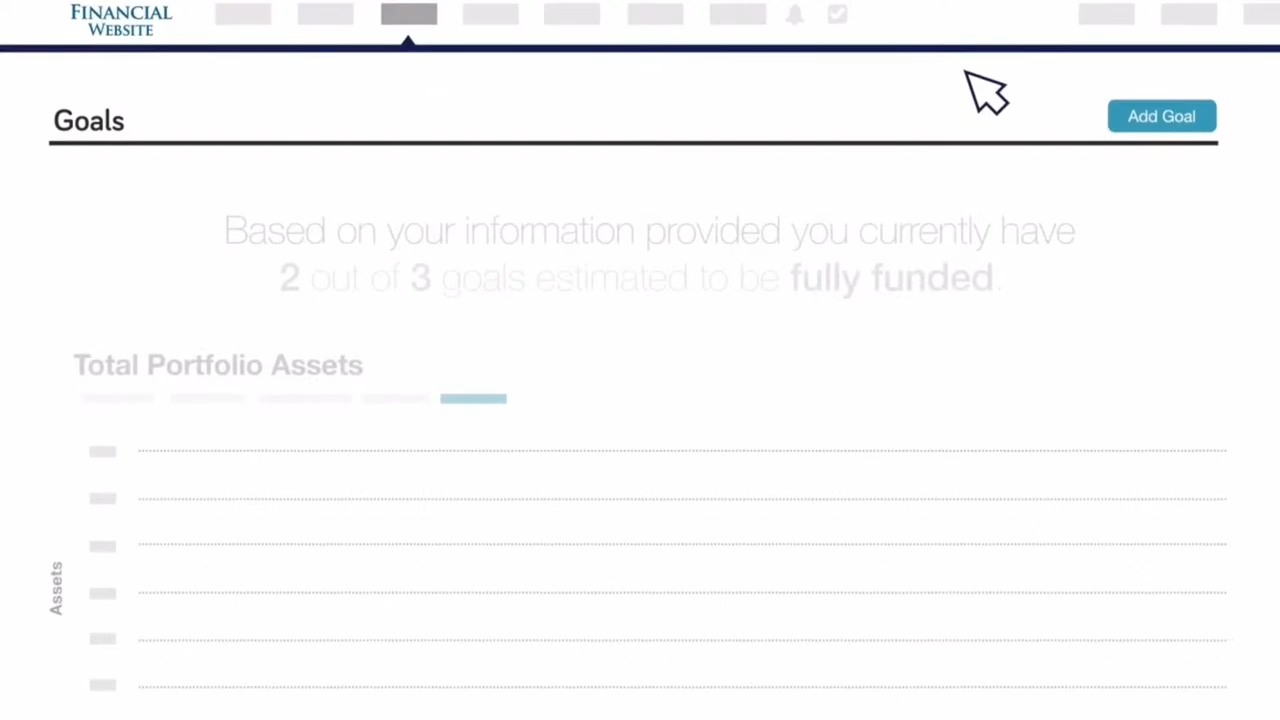 FINANCIAL
WEBSITE
Goals
Add Goal
Based on your information provided you currently have
2 out of 3 goals estimated to be fully funded.
Total Portfolio Assets
Assets